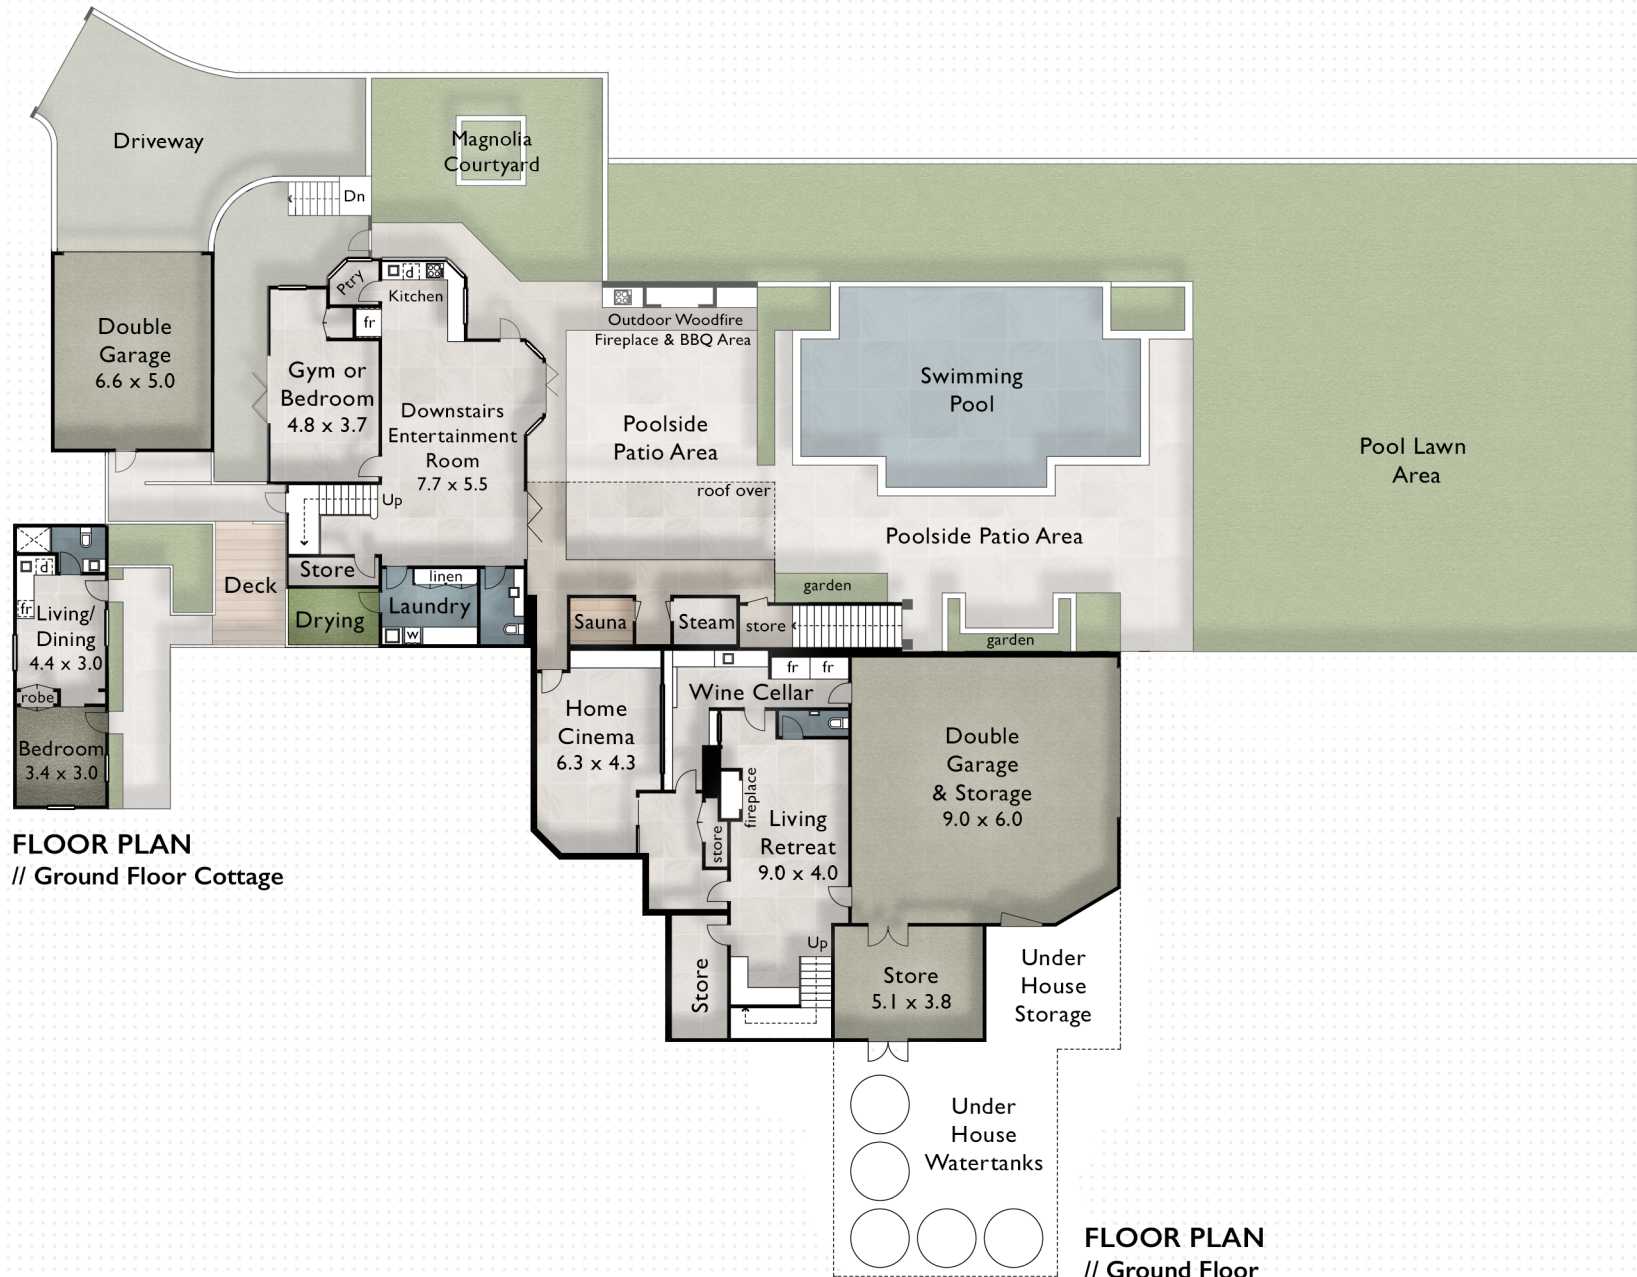 Driveway
Magnolia
Courtyard
Dn
Ptry
d
Kitchen
fr
Double
Garage
6.6 x 5.0
Outdoor Woodfire
Fireplace & BBQ Area
Gym or
Bedroom
4.8 x 3.7
Downstairs
Entertainment
Room
7.7 x 5.5
Poolside
Patio Area
Swimming
Pool
Pool Lawn
Area
Up
roof over
Poolside Patio Area
d
fr
Living/
Dining
4.4 x 3.0
robe
Bedroom
3.4 x 3.0
Deck
Store
linen
Laundry
w
Drying
Sauna
Steam
store
garden
garden
fr
fr
Wine Cellar
Home
Cinema
6.3 x 4.3
fireplace
store
Living
Retreat
9.0 x 4.0
Double
Garage
& Storage
9.0 x 6.0
FLOOR PLAN
// Ground Floor Cottage
Up
Store
Store
5.1 x 3.8
Under
House
Storage
Under
House
Watertanks
FLOOR PLAN
// Ground Floor